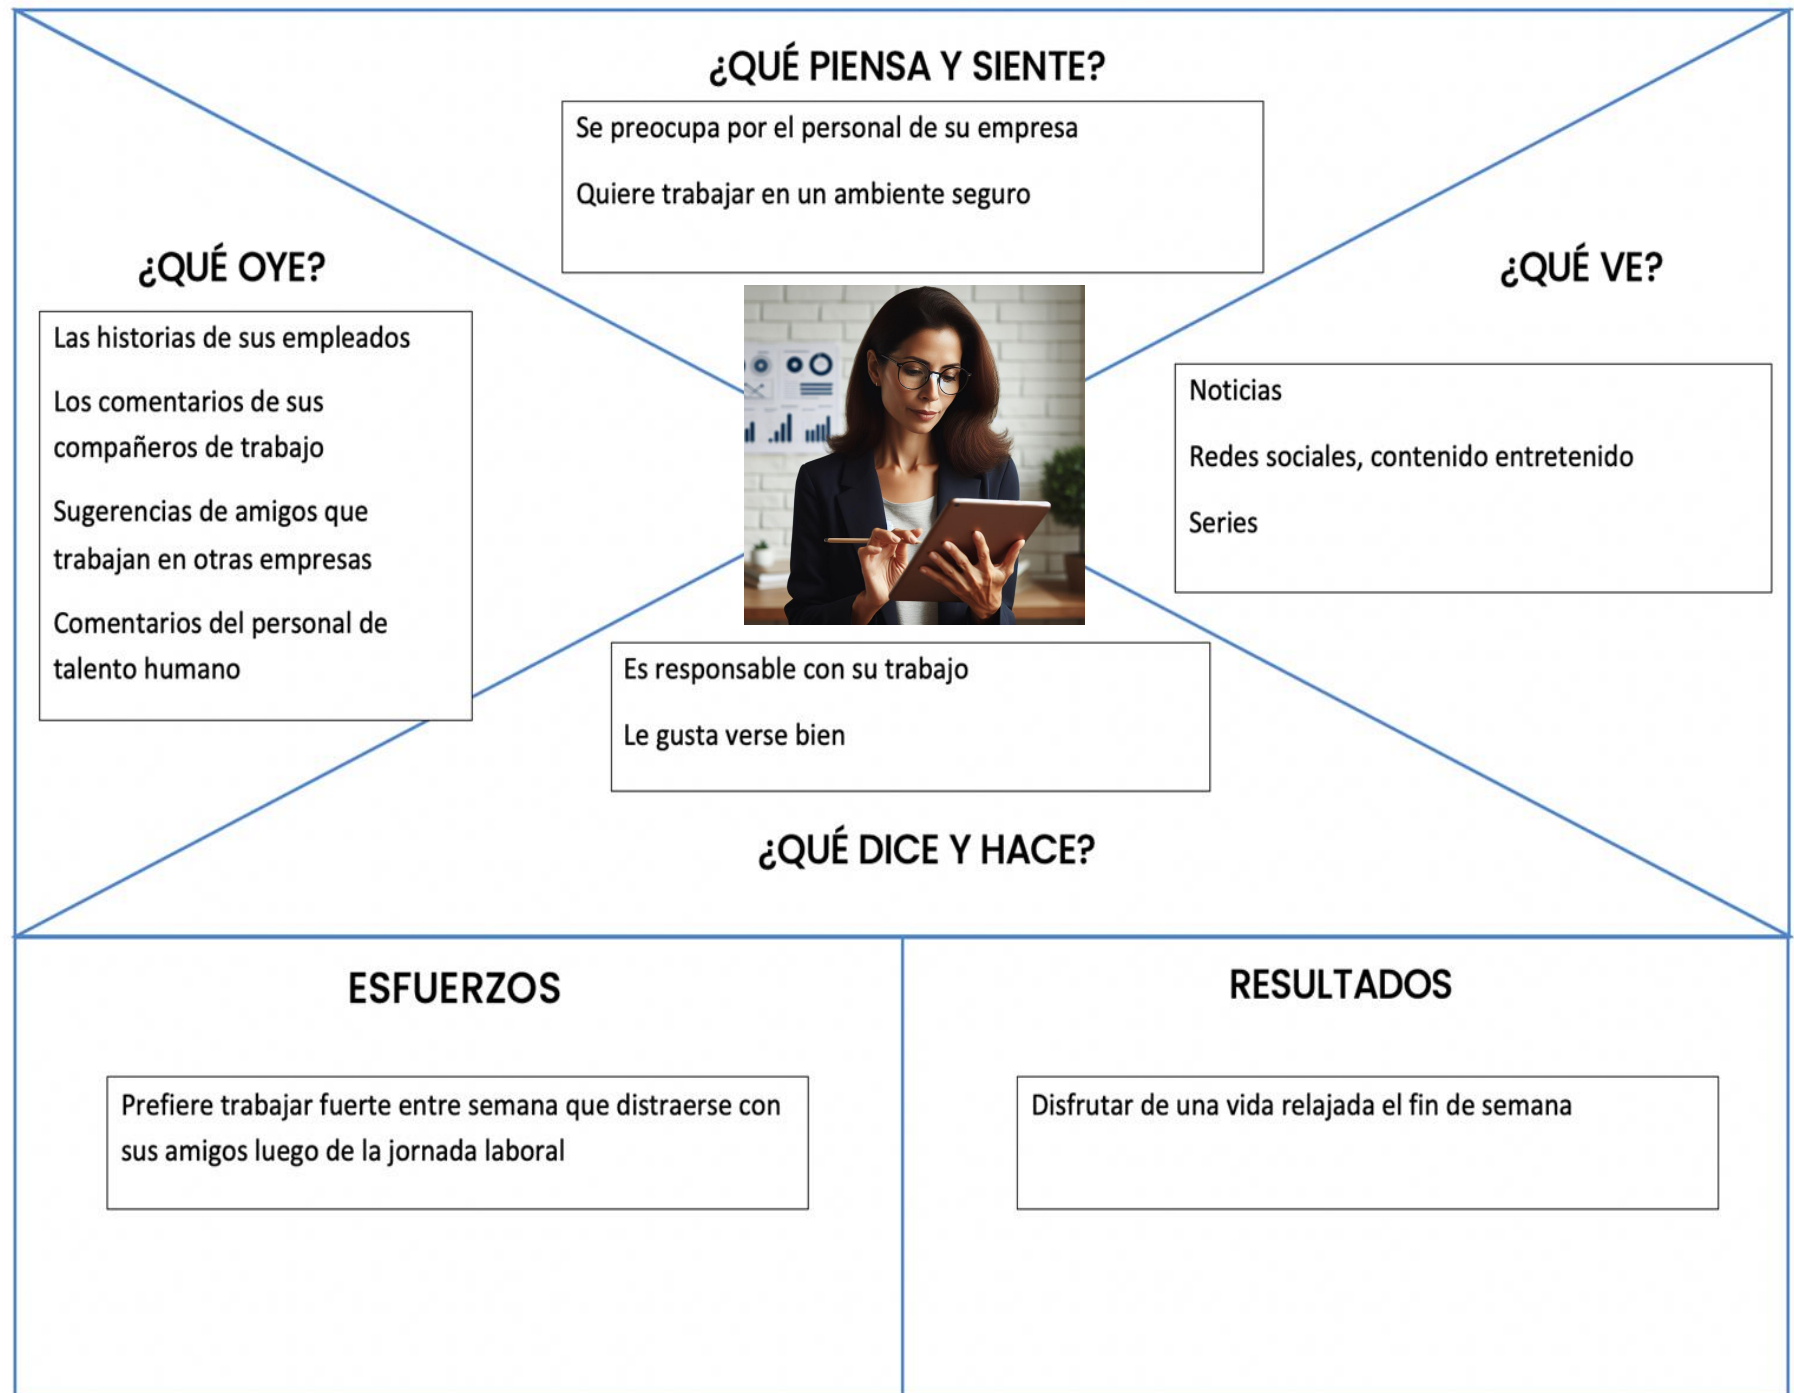 ¿QUÉ PIENSA Y SIENTE?
Se preocupa por el personal de su empresa
Quiere trabajar en un ambiente seguro
¿QUÉ OYE?
Las historias de sus empleados
Los comentarios de sus
compañeros de trabajo
Sugerencias de amigos que
trabajan en otras empresas
Comentarios del personal de
talento humano
¿QUÉ VE?
Noticias
Redes sociales, contenido entretenido
Series
Es responsable con su trabajo
Le gusta verse bien
¿QUÉ DICE Y HACE?
ESFUERZOS
Prefiere trabajar fuerte entre semana que distraerse con
sus amigos luego de la jornada laboral
RESULTADOS
Disfrutar de una vida relajada el fin de semana